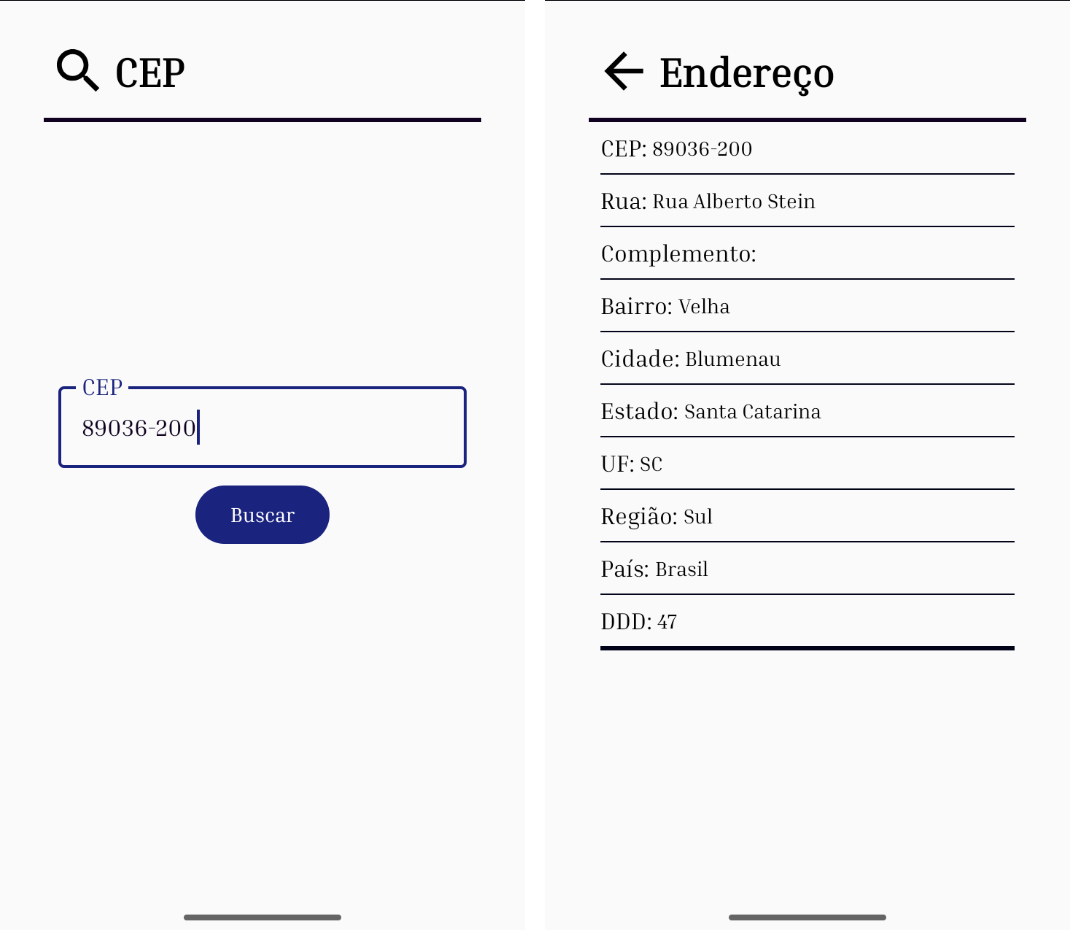 CEP
CEP
89036-200
Buscar
Endereço
CEP: 89036-200
Rua: Rua Alberto Stein
Complemento:
Bairro: Velha
Cidade: Blumenau
Estado: Santa Catarina
UF: SC
Região: Sul
País: Brasil
DDD: 47